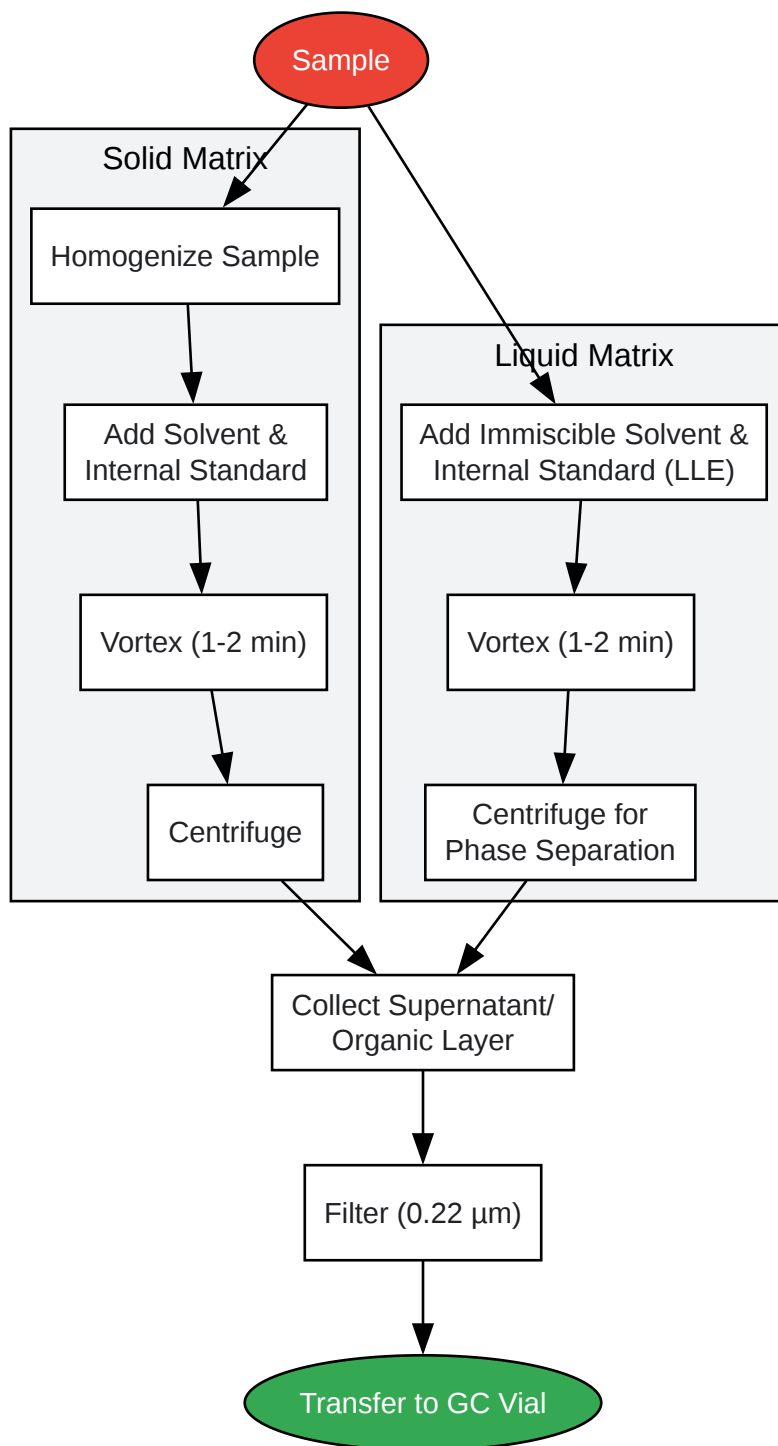 Sample
Solid Matrix
Homogenize Sample
Add Solvent &
Internal Standard
Vortex (1-2 min)
Centrifuge
Liquid Matrix
Add Immiscible Solvent &
Internal Standard (LLE)
Vortex (1-2 min)
Centrifuge for
Phase Separation
Collect Supernatant/
Organic Layer
Filter (0.22 µm)
Transfer to GC Vial